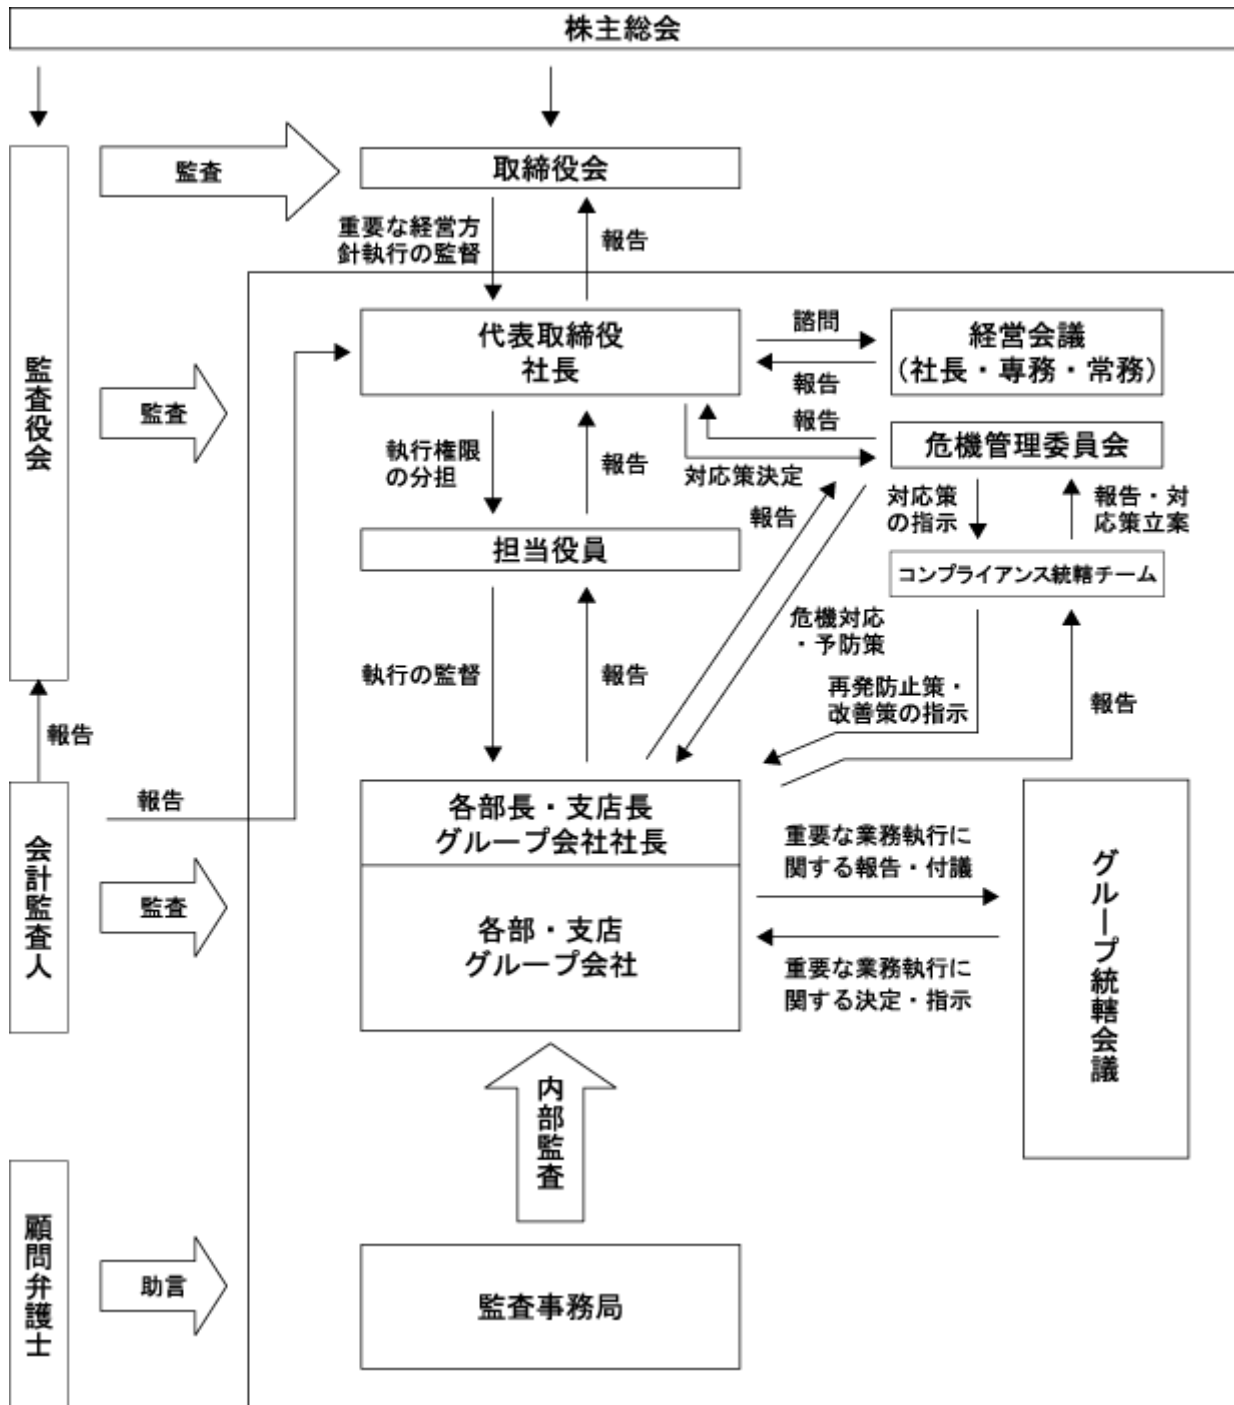 株主総会
監査
取締役会
重要な経営方
針執行の監督
報告
監査役会
監査
代表取締役
社長
諮問
報告
経営会議
(社長・専務・常務)
報告
危機管理委員会
対応策決定
執行権限
の分担
報告
報告
対応策
の指示
報告・対
応策立案
担当役員
コンプライアンス統轄チーム
執行の監督
報告
危機対応
・予防策
再発防止策・
改善策の指示
報告
報告
報告
会計監査人
監査
各部長・支店長
グループ会社社長
各部・支店
グループ会社
重要な業務執行に
関する報告・付議
重要な業務執行に
関する決定・指示
グループ統轄会議
内部監査
顧問弁護士
助言
監査事務局